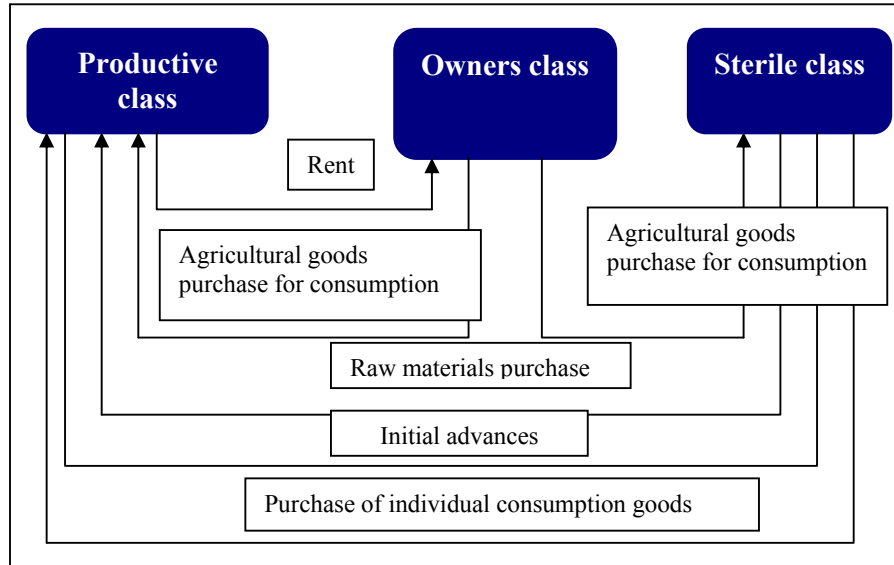 Productive
class
Owners class
Sterile class
Rent
Agricultural goods
purchase for consumption
Agricultural goods
purchase for consumption
Raw materials purchase
Initial advances
Purchase of individual consumption goods